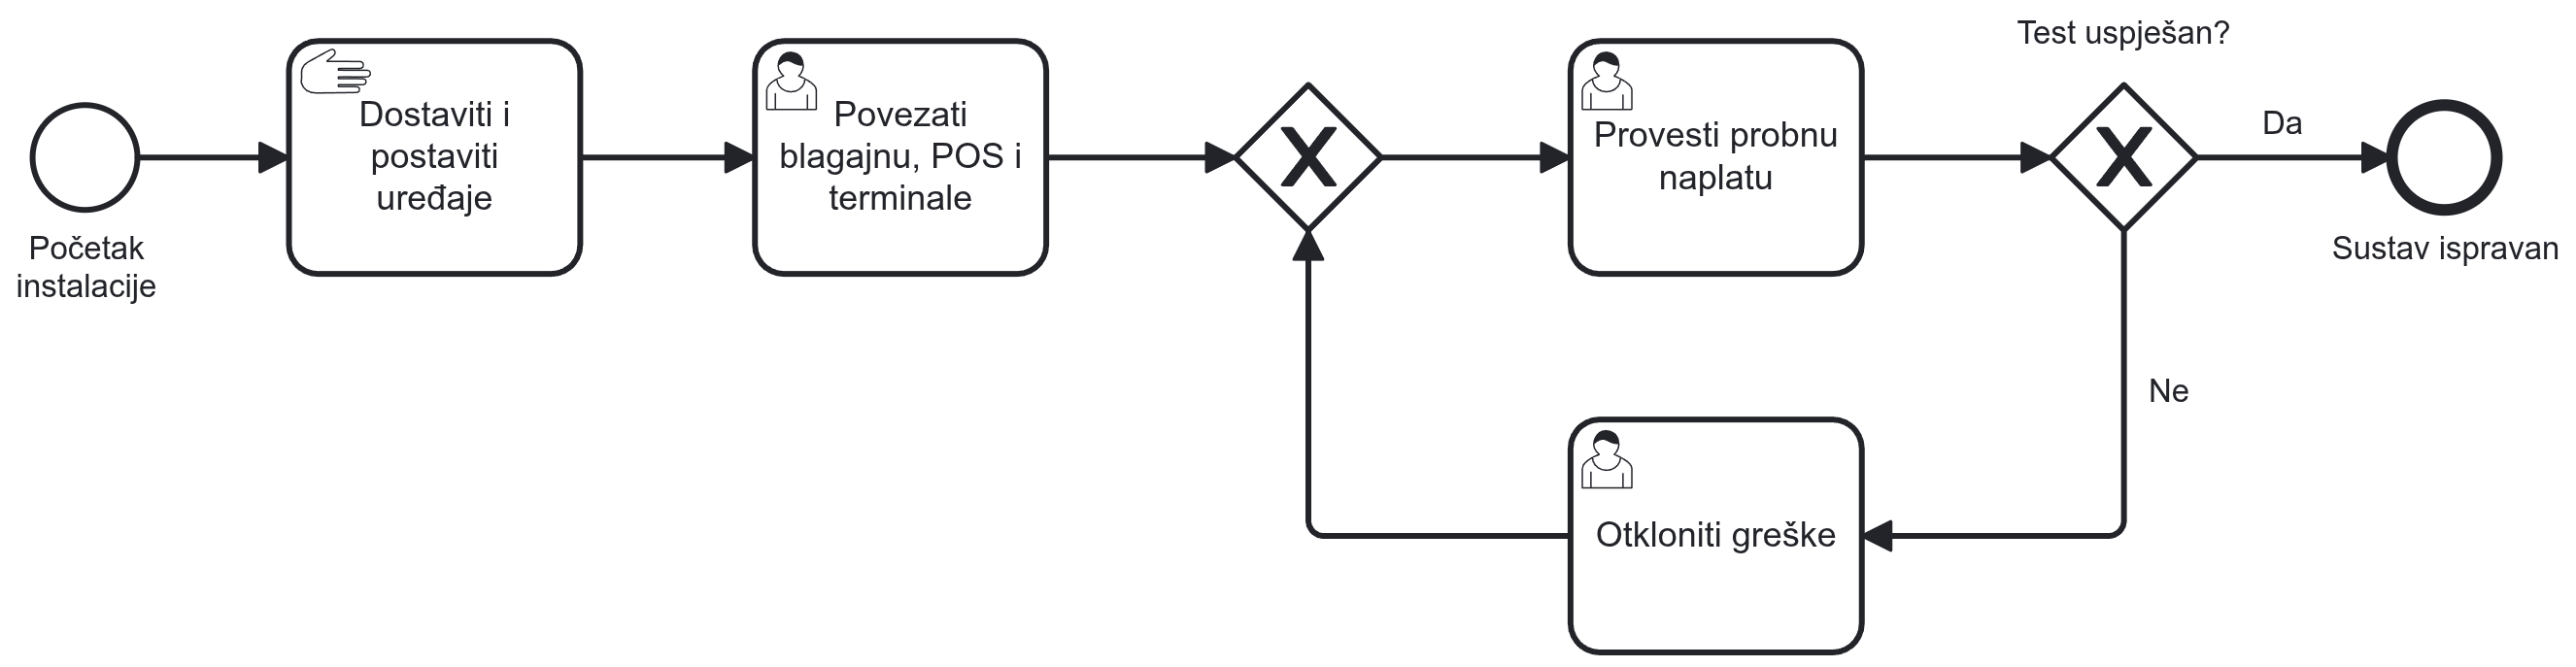 Početak
instalacije
Dostaviti i
postaviti
uređaje
Povezati
blagajnu, POS i
terminale
Provesti probnu
naplatu
Test uspješan?
Da
Sustav ispravan
Ne
Otkloniti greške